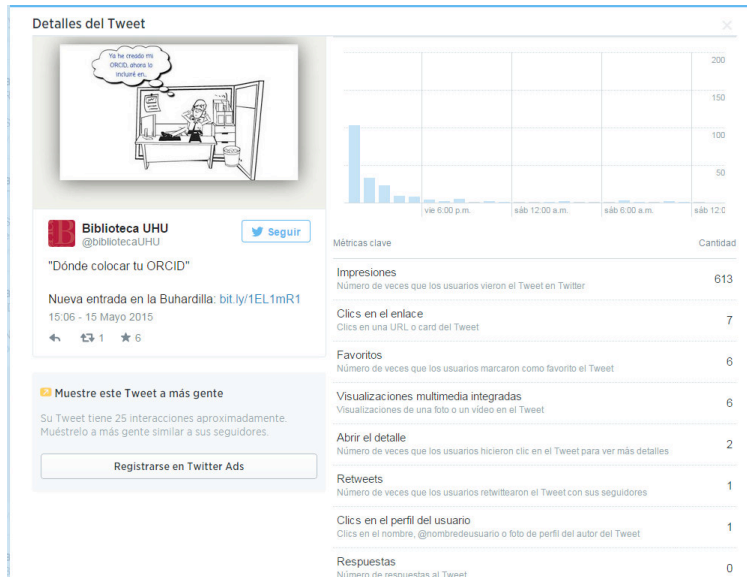 Detalles del Tweet
Ya he creado mi
ORCID, ahora lo
incluiré en...
Biblioteca UHU
@bibliotecaUHU
Seguir
"Dónde colocar tu ORCID"
Nueva entrada en la Buhardilla: bit.ly/1EL1mR1
15:06 - 15 Mayo 2015
1
6
Muestre este Tweet a más gente
Su Tweet tiene 25 interacciones aproximadamente.
Muéstrelo a más gente similar a sus seguidores.
Registrarse en Twitter Ads
200
150
100
50
vie 6:00 p.m.
sáb 12:00 a.m.
sáb 6:00 a.m.
sáb 12:0
Métricas clave Cantidad
Impresiones 613
Número de veces que los usuarios vieron el Tweet en Twitter
Clics en el enlace 7
Clics en una URL o card del Tweet
Favoritos 6
Número de veces que los usuarios marcaron como favorito el Tweet
Visualizaciones multimedia integradas 6
Visualizaciones de una foto o un vídeo en el Tweet
Abrir el detalle 2
Número de veces que los usuarios hicieron clic en el Tweet para ver más detalles
Retweets 1
Número de veces que los usuarios retwittearon el Tweet con sus seguidores
Clics en el perfil del usuario 1
Clics en el nombre, @nombredeusuario o foto de perfil del autor del Tweet
Respuestas 0
Número de respuestas al Tweet